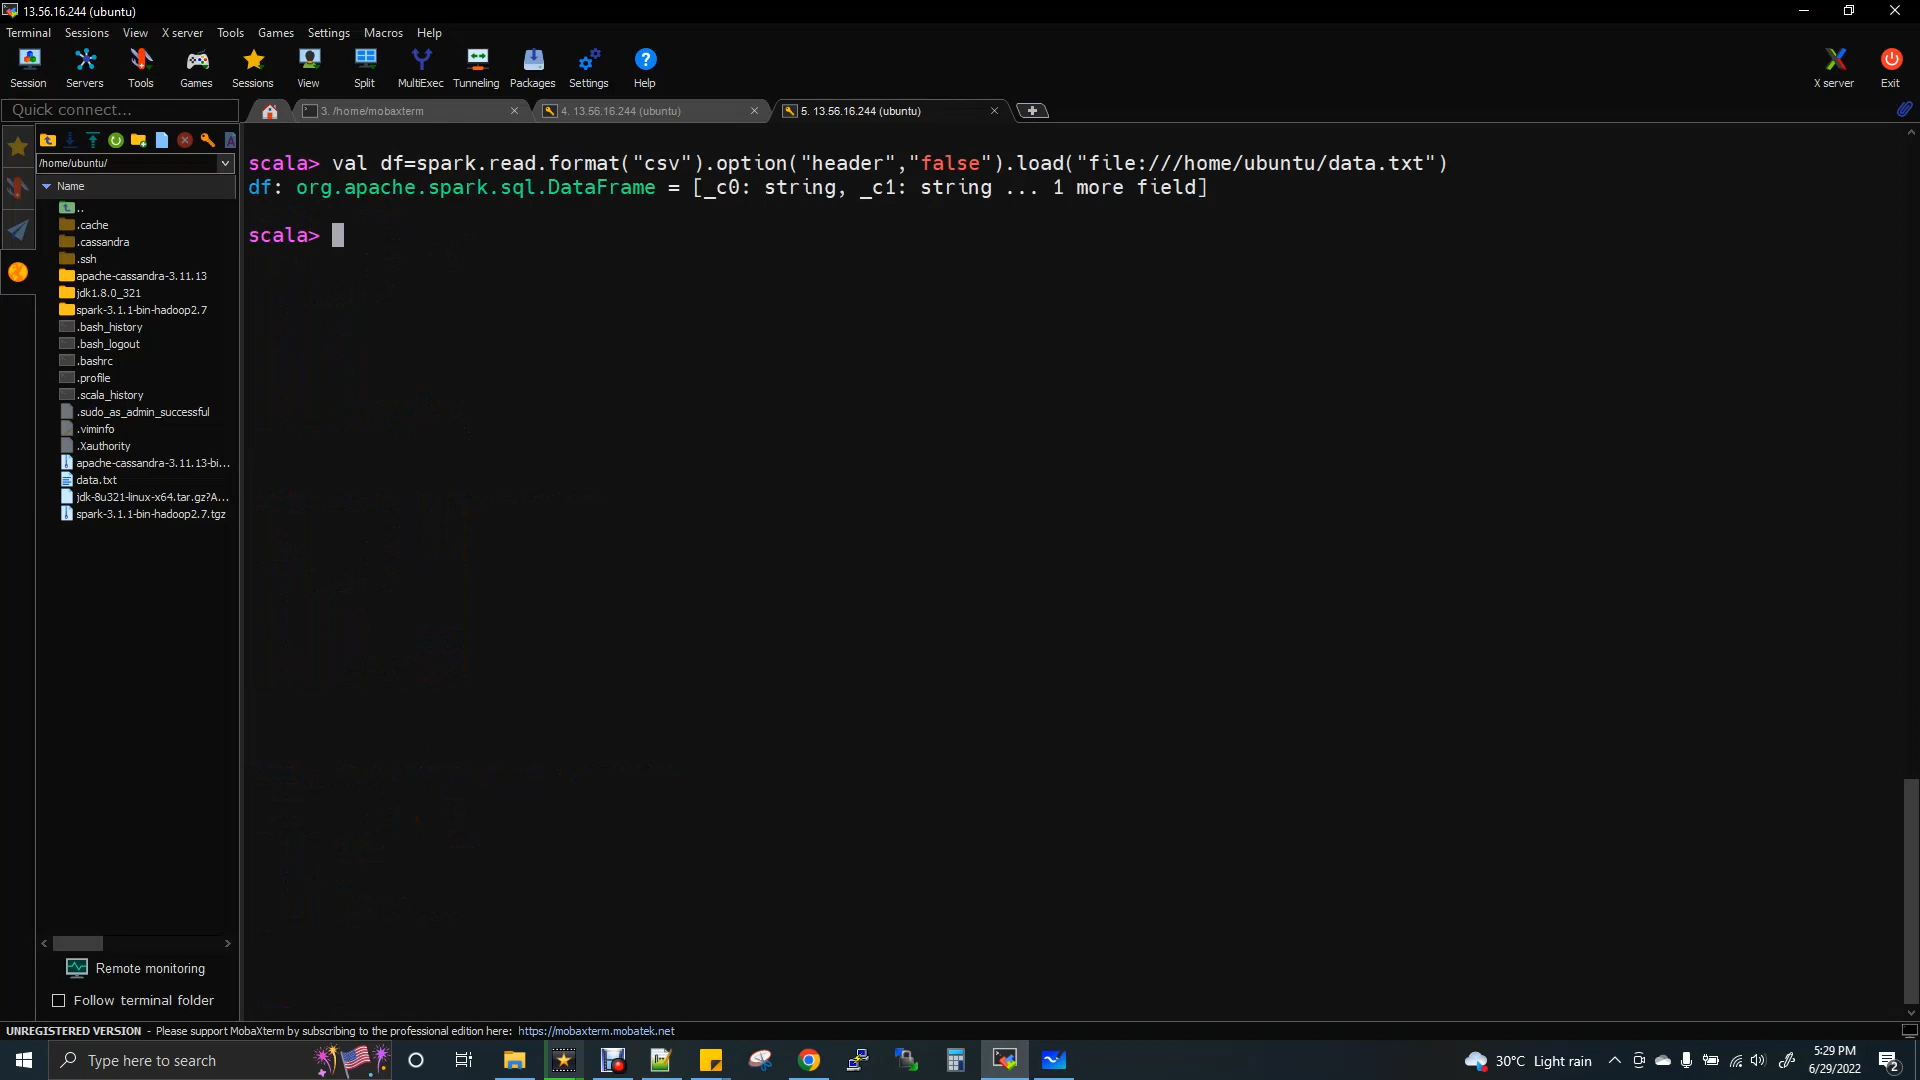 13.56.16.244 (ubuntu)
Terminal Sessions View X server Tools Games Settings Macros Help
Session Servers Tools Games Sessions View Split MultiExec Tunneling Packages Settings Help X server Exit
Quick connect...
3. /home/mobaxterm
4. 13.56.16.244 (ubuntu)
5. 13.56.16.244 (ubuntu)
/home/ubuntu/
Name
..
.cache
.cassandra
.ssh
apache-cassandra-3.11.13
jdk1.8.0_321
spark-3.1.1-bin-hadoop2.7
.bash_history
.bash_logout
.bashrc
.profile
.scala_history
.sudo_as_admin_successful
.viminfo
.Xauthority
apache-cassandra-3.11.13-bi...
data.txt
jdk-8u321-linux-x64.tar.gz?A...
spark-3.1.1-bin-hadoop2.7.tgz
scala> val df=spark.read.format("csv").option("header","false").load("file:///home/ubuntu/data.txt")
df: org.apache.spark.sql.DataFrame = [_c0: string, _c1: string ... 1 more field]
scala>
Remote monitoring
Follow terminal folder
UNREGISTERED VERSION - Please support MobaXterm by subscribing to the professional edition here: https://mobaxterm.mobatek.net
Type here to search
30°C Light rain
5:29 PM
6/29/2022
2